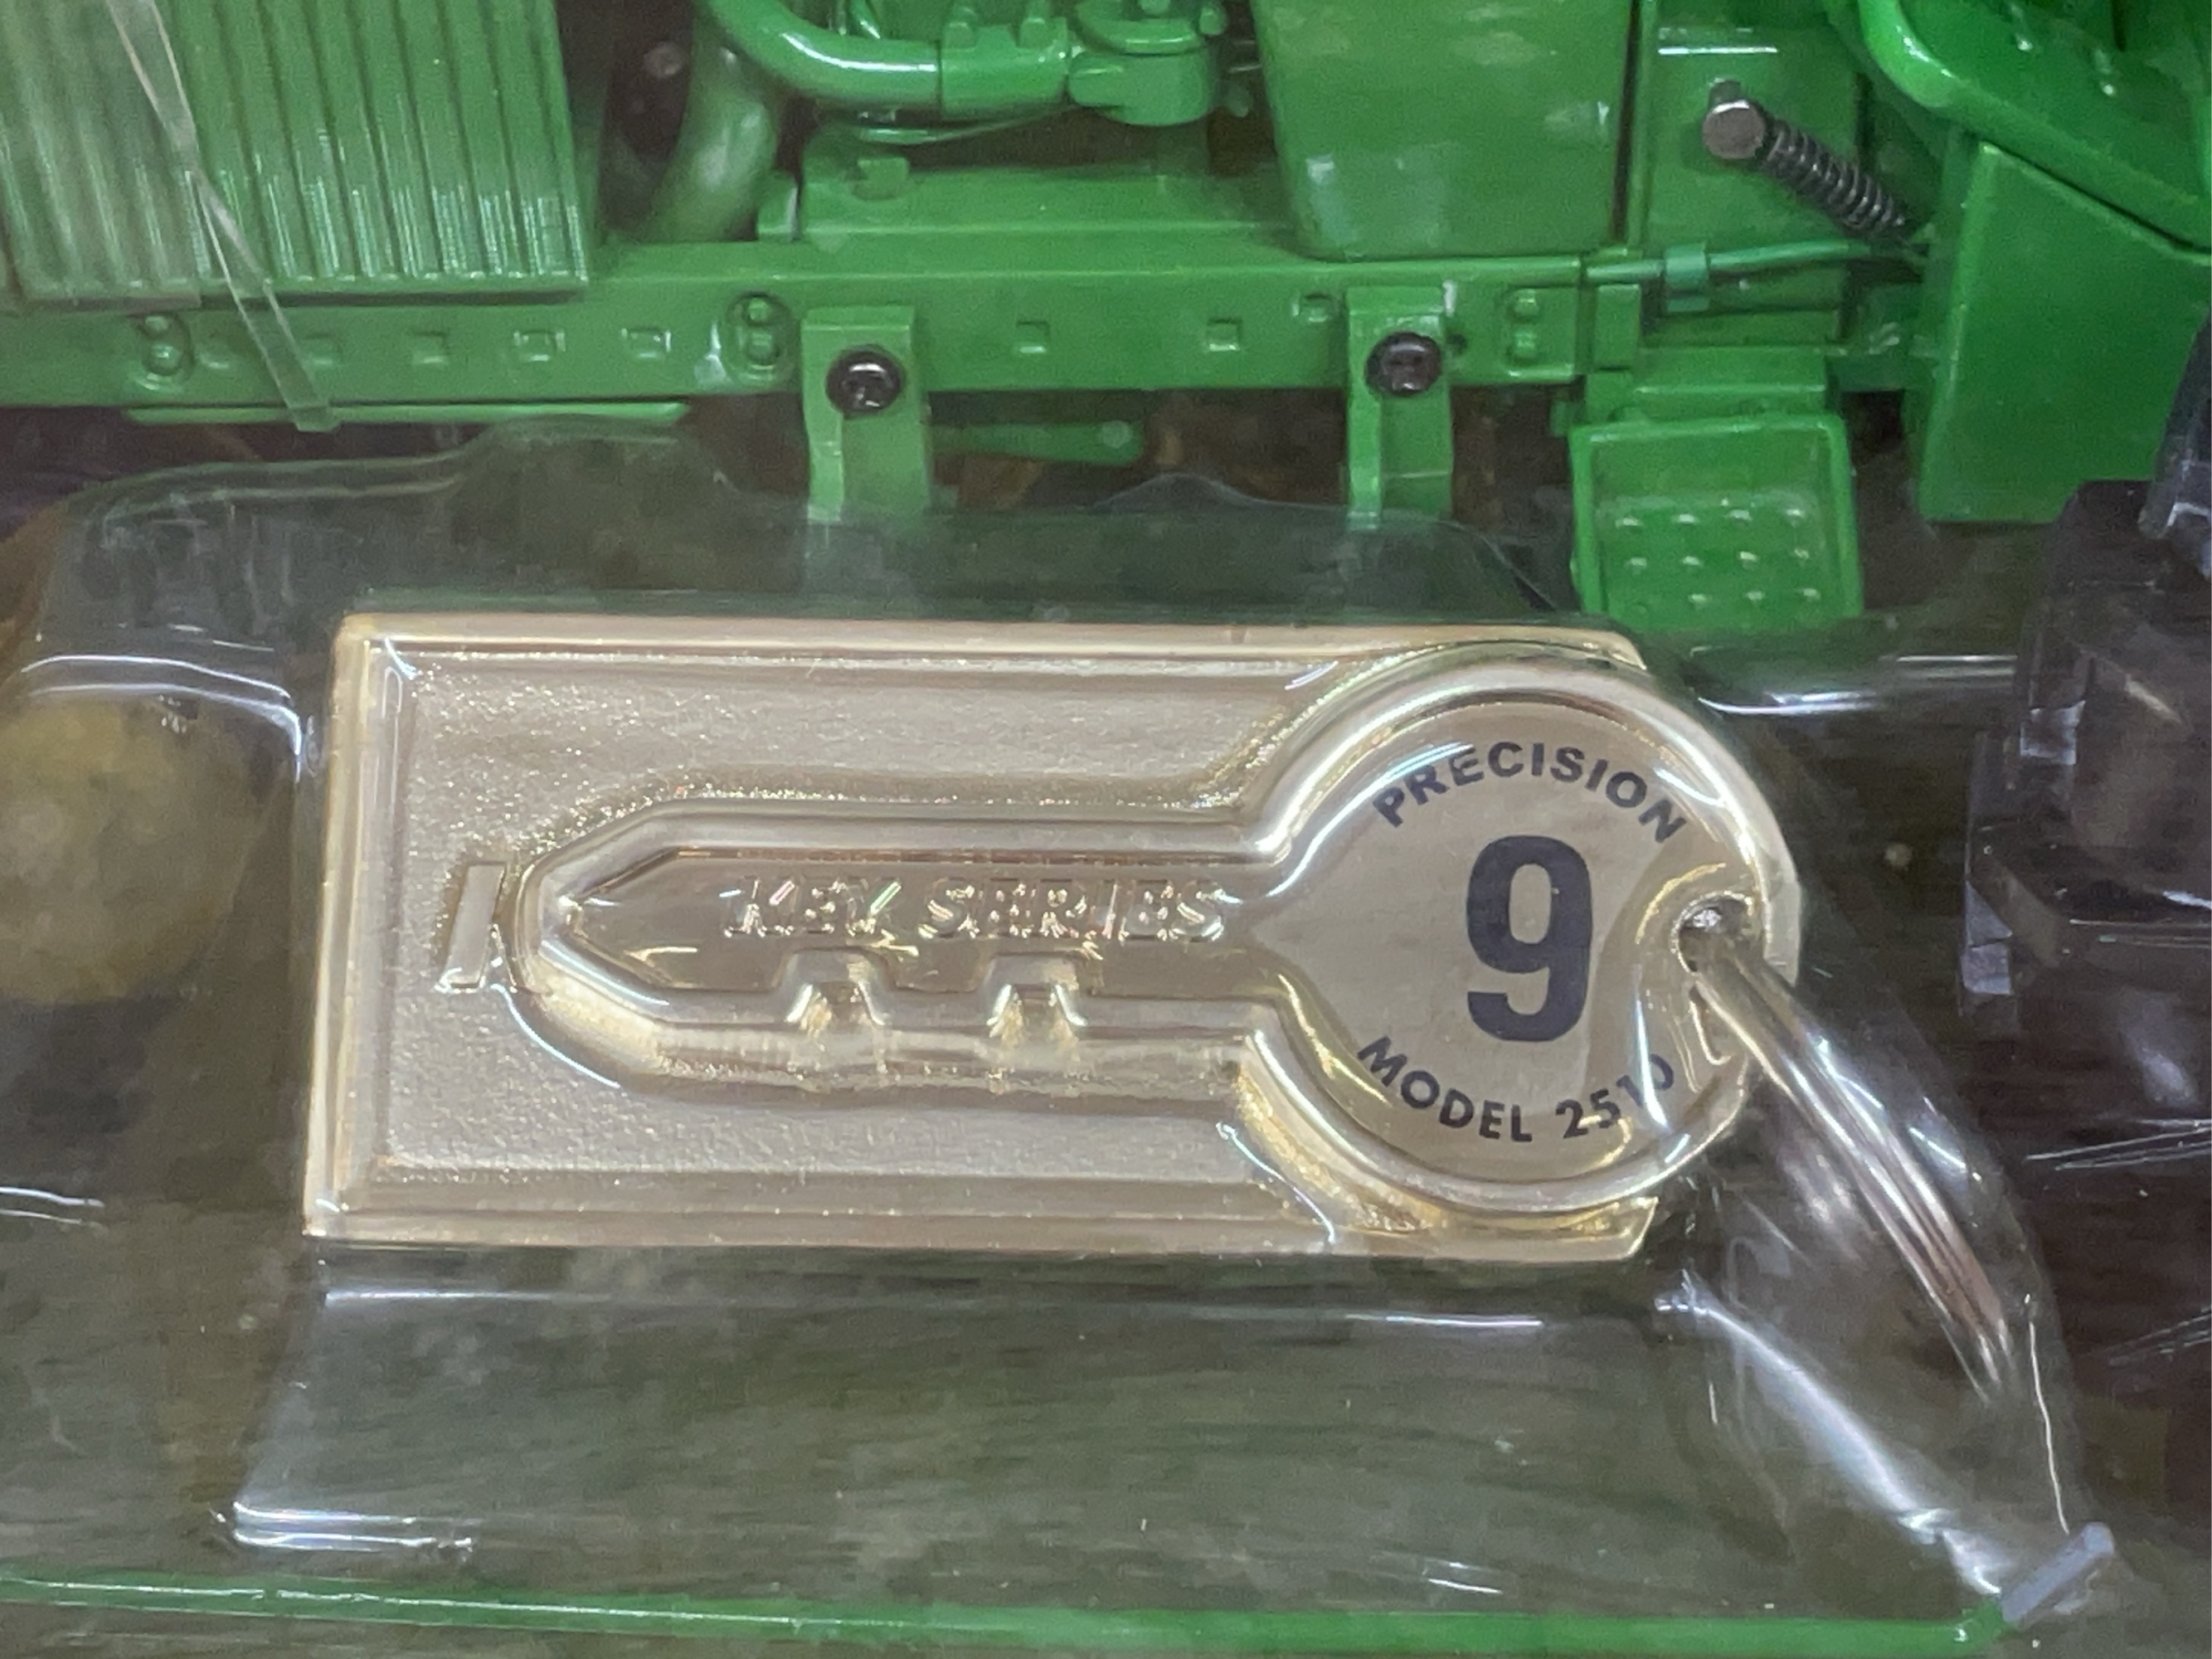 KEY SERIES
PRECISION
9
MODEL 2510